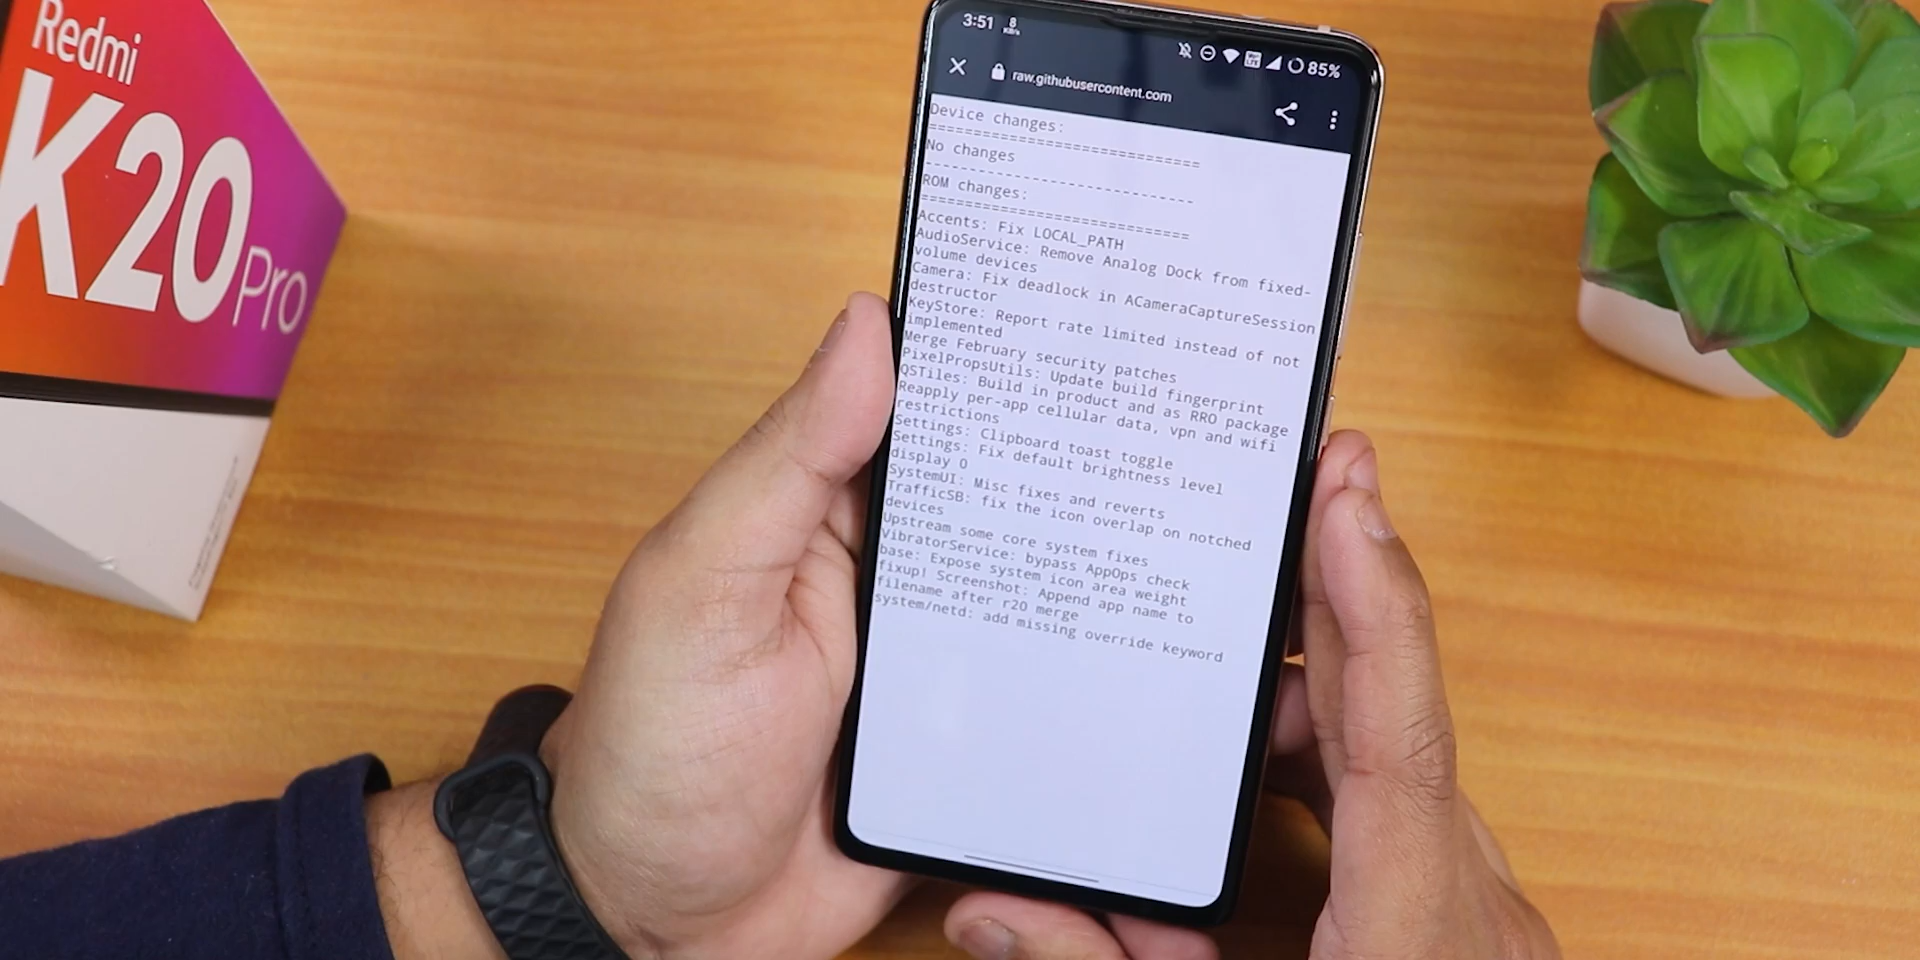 Redmi
K20 Pro
3:51 8 KB/s 85%
raw.githubusercontent.com
Device changes:
===============================
No changes
-------------------------------
ROM changes:
===============================
Accents: Fix LOCAL_PATH
AudioService: Remove Analog Dock from fixed-
volume devices
Camera: Fix deadlock in ACameraCaptureSession
destructor
KeyStore: Report rate limited instead of not
implemented
Merge February security patches
PixelPropsUtils: Update build fingerprint
QSTiles: Build in product and as RRO package
Reapply per-app cellular data, vpn and wifi
restrictions
Settings: Clipboard toast toggle
Settings: Fix default brightness level
display 0
SystemUI: Misc fixes and reverts
TrafficSB: fix the icon overlap on notched
devices
Upstream some core system fixes
VibratorService: bypass AppOps check
base: Expose system icon area weight
fixup! Screenshot: Append app name to
filename after r20 merge
system/netd: add missing override keyword